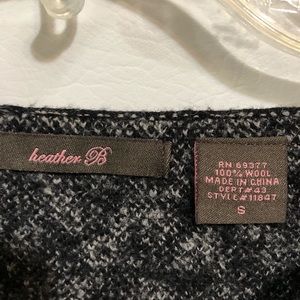 heather B
RN 69377
100% WOOL
MADE IN CHINA
DEPT#43
STYLE#11847
S